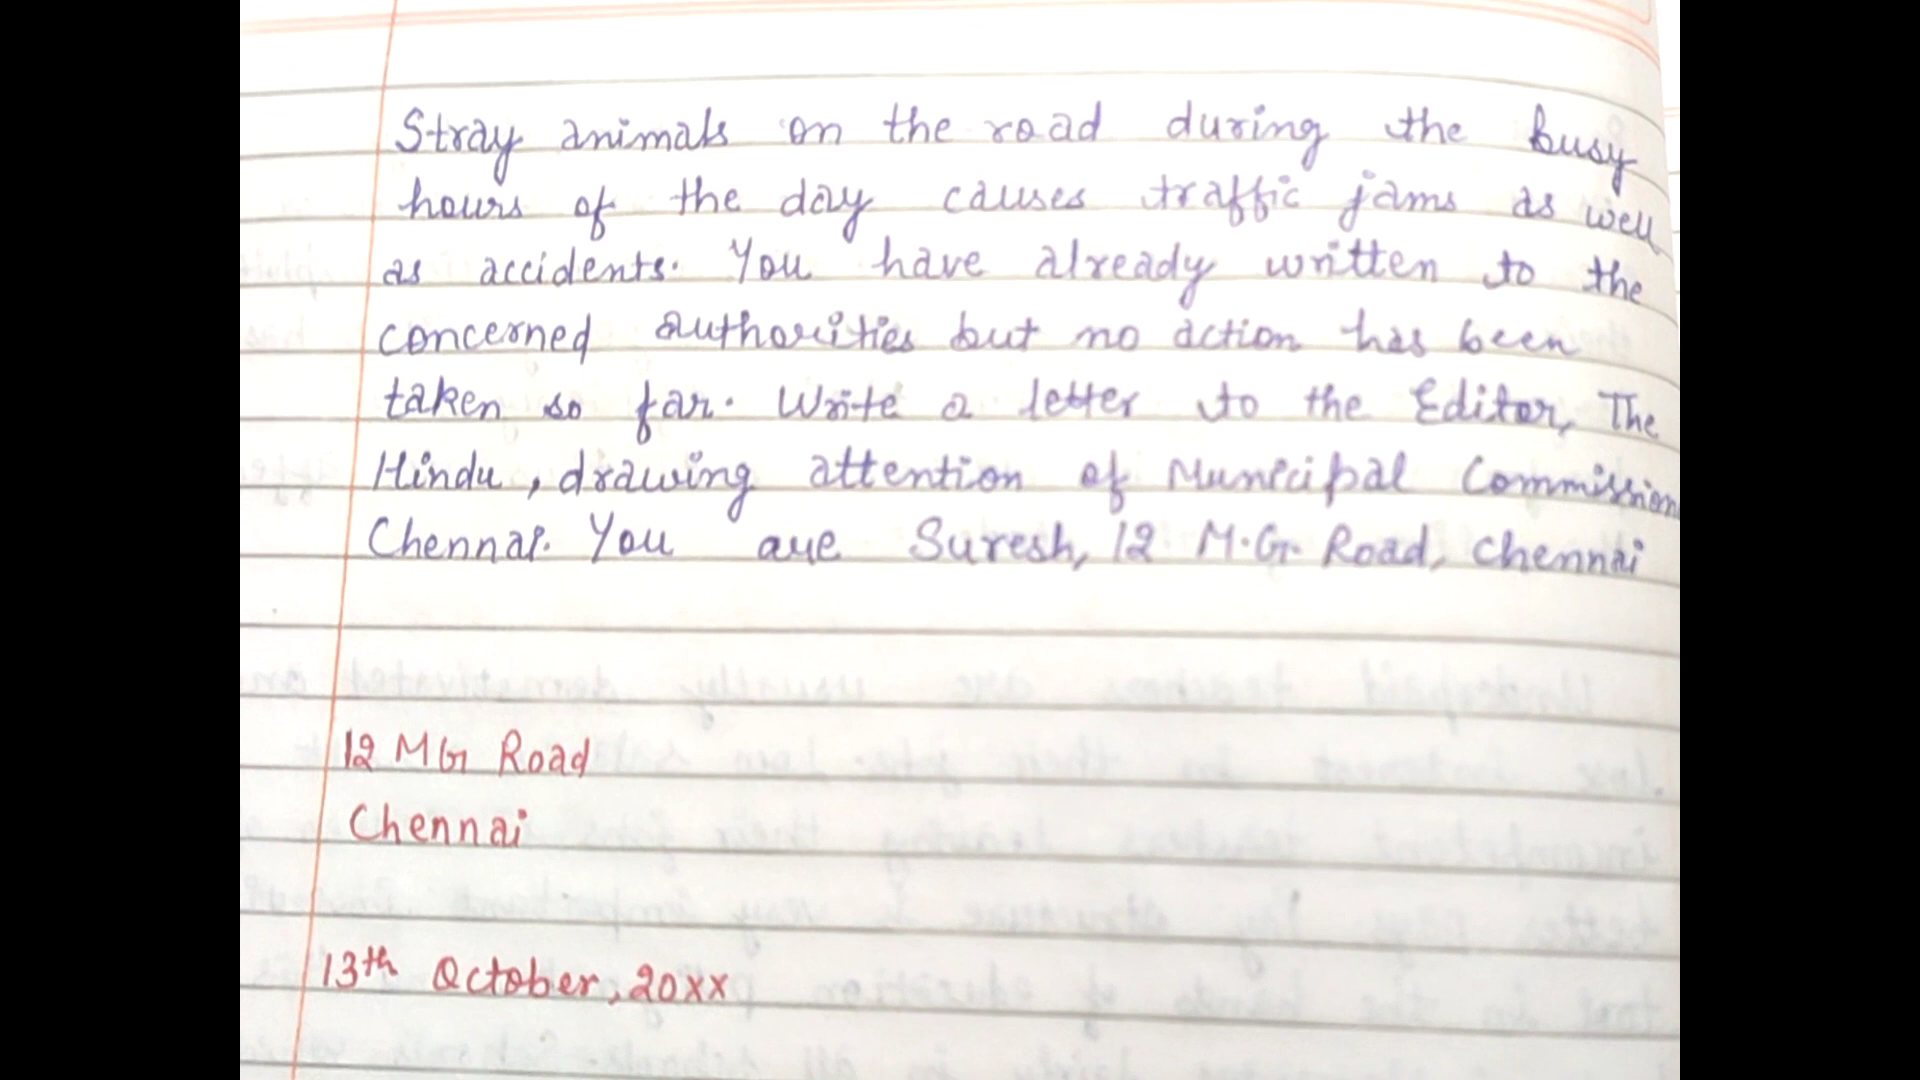 Stray animals on the road during the busy
hours of the day causes traffic jams as well
as accidents. You have already written to the
concerned authorities but no action has been
taken so far. Write a letter to the Editor, The
Hindu, drawing attention of Municipal Commission
Chennai. You are Suresh, 12 M.G. Road, Chennai
12 MG Road
Chennai
13th October, 20xx